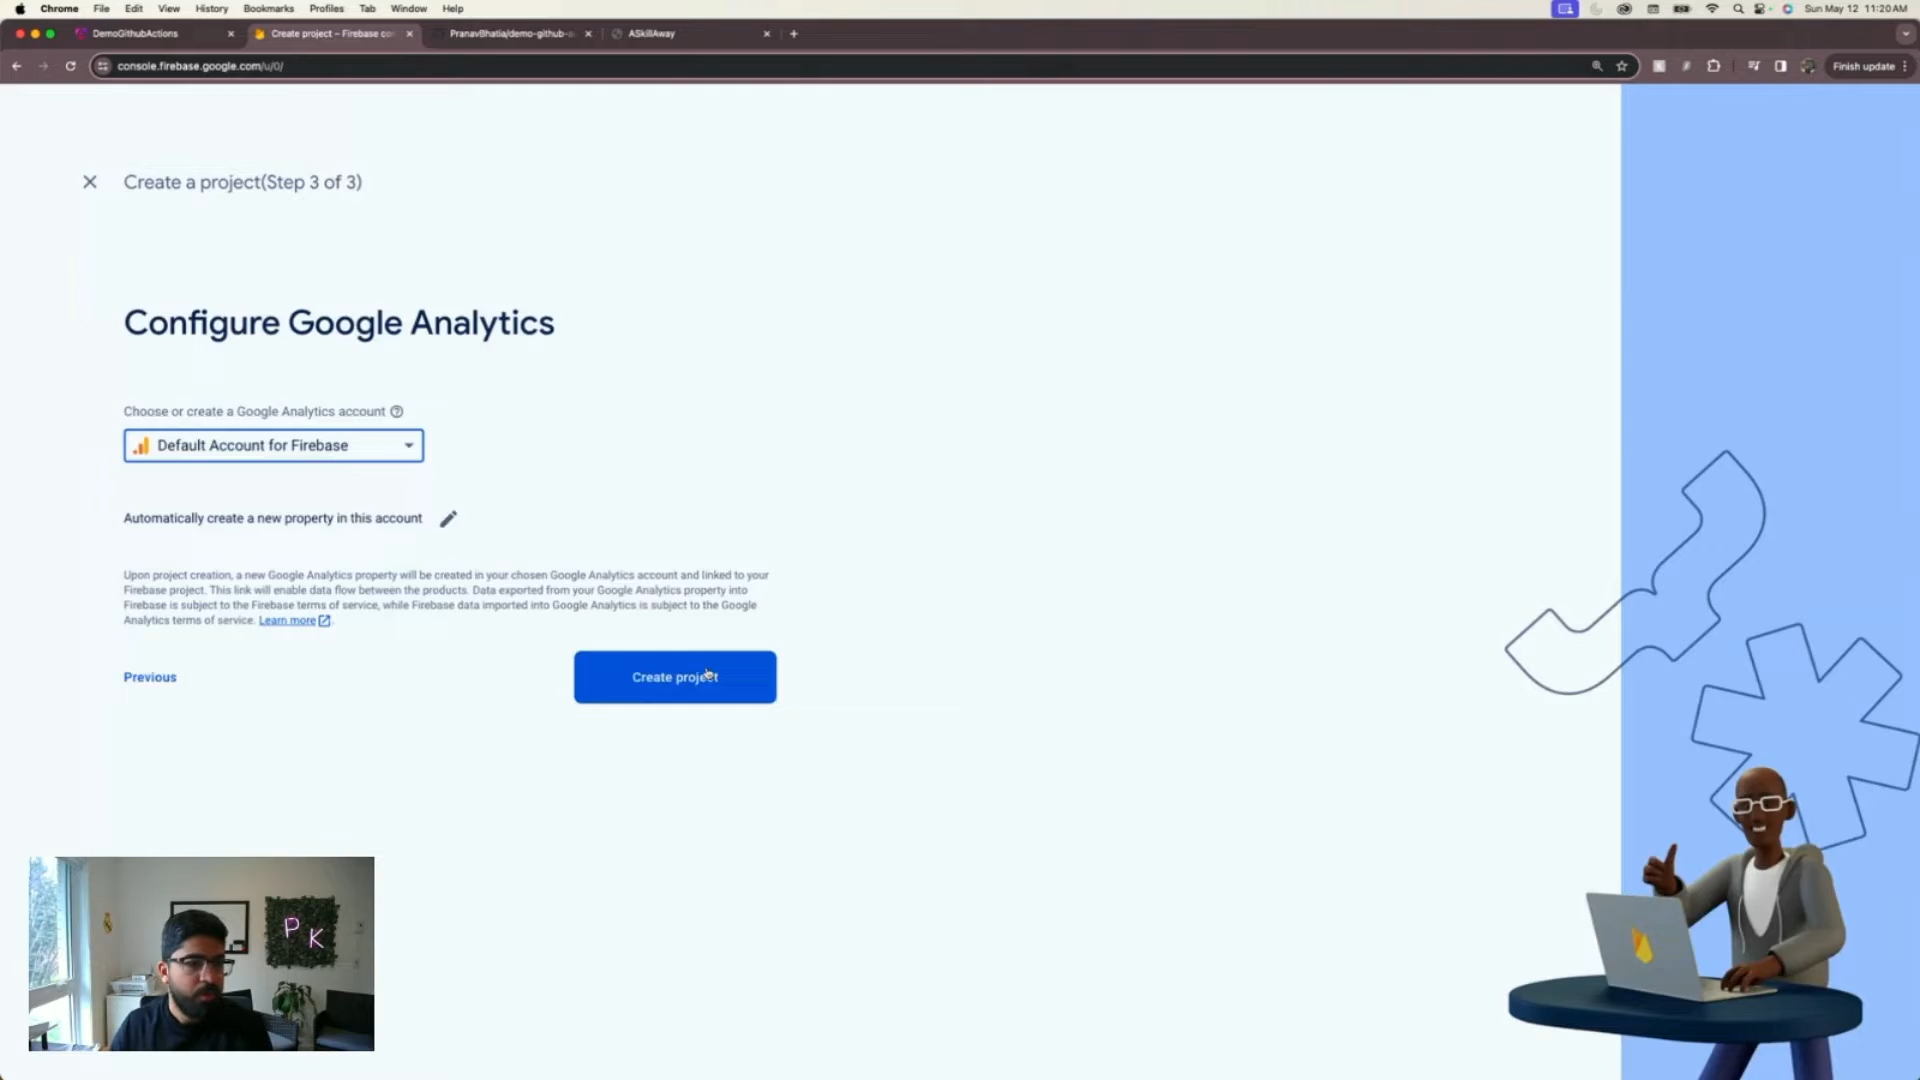 Chrome File Edit View History Bookmarks Profiles Tab Window Help
Sun May 12 11:20 AM
DemoGithubActions
Create project – Firebase co
PranavBhatia/demo-github-a
ASkillAway
console.firebase.google.com/u/0/
Finish update
Create a project(Step 3 of 3)
Configure Google Analytics
Choose or create a Google Analytics account
Default Account for Firebase
Automatically create a new property in this account
Upon project creation, a new Google Analytics property will be created in your chosen Google Analytics account and linked to your
Firebase project. This link will enable data flow between the products. Data exported from your Google Analytics property into
Firebase is subject to the Firebase terms of service, while Firebase data imported into Google Analytics is subject to the Google
Analytics terms of service. Learn more
Previous
Create project
P K